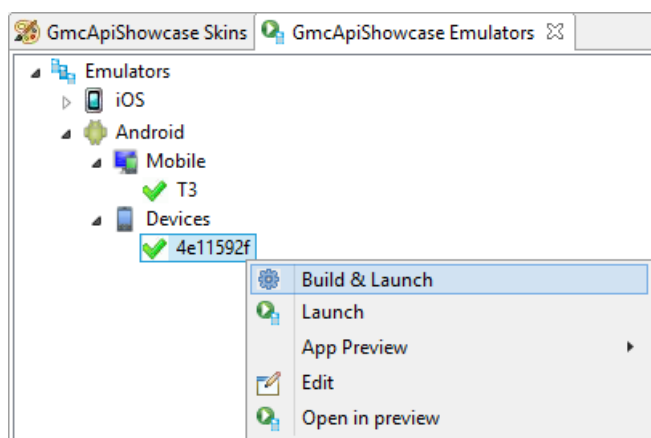 GmcApiShowcase Skins
GmcApiShowcase Emulators
Emulators
iOS
Android
Mobile
T3
Devices
4e11592f
Build & Launch
Launch
App Preview
Edit
Open in preview